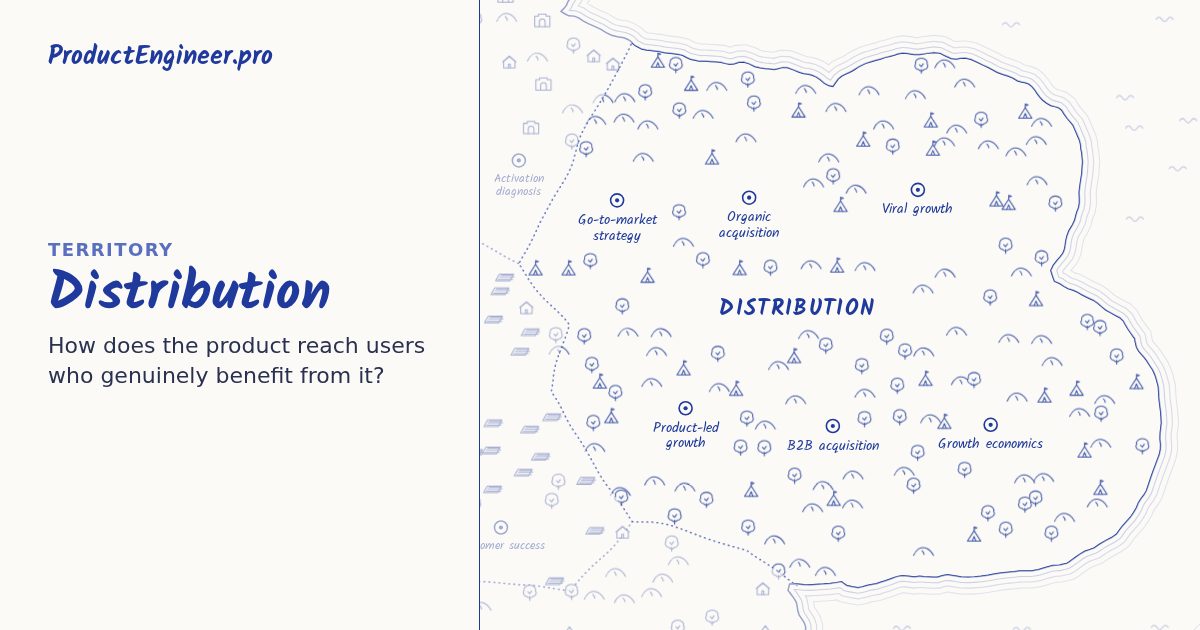 ProductEngineer.pro
TERRITORY
Distribution
How does the product reach users
who genuinely benefit from it?
Activation
diagnosis
Go-to-market
strategy
Organic
acquisition
Viral growth
DISTRIBUTION
Product-led
growth
B2B acquisition
Growth economics
omer success